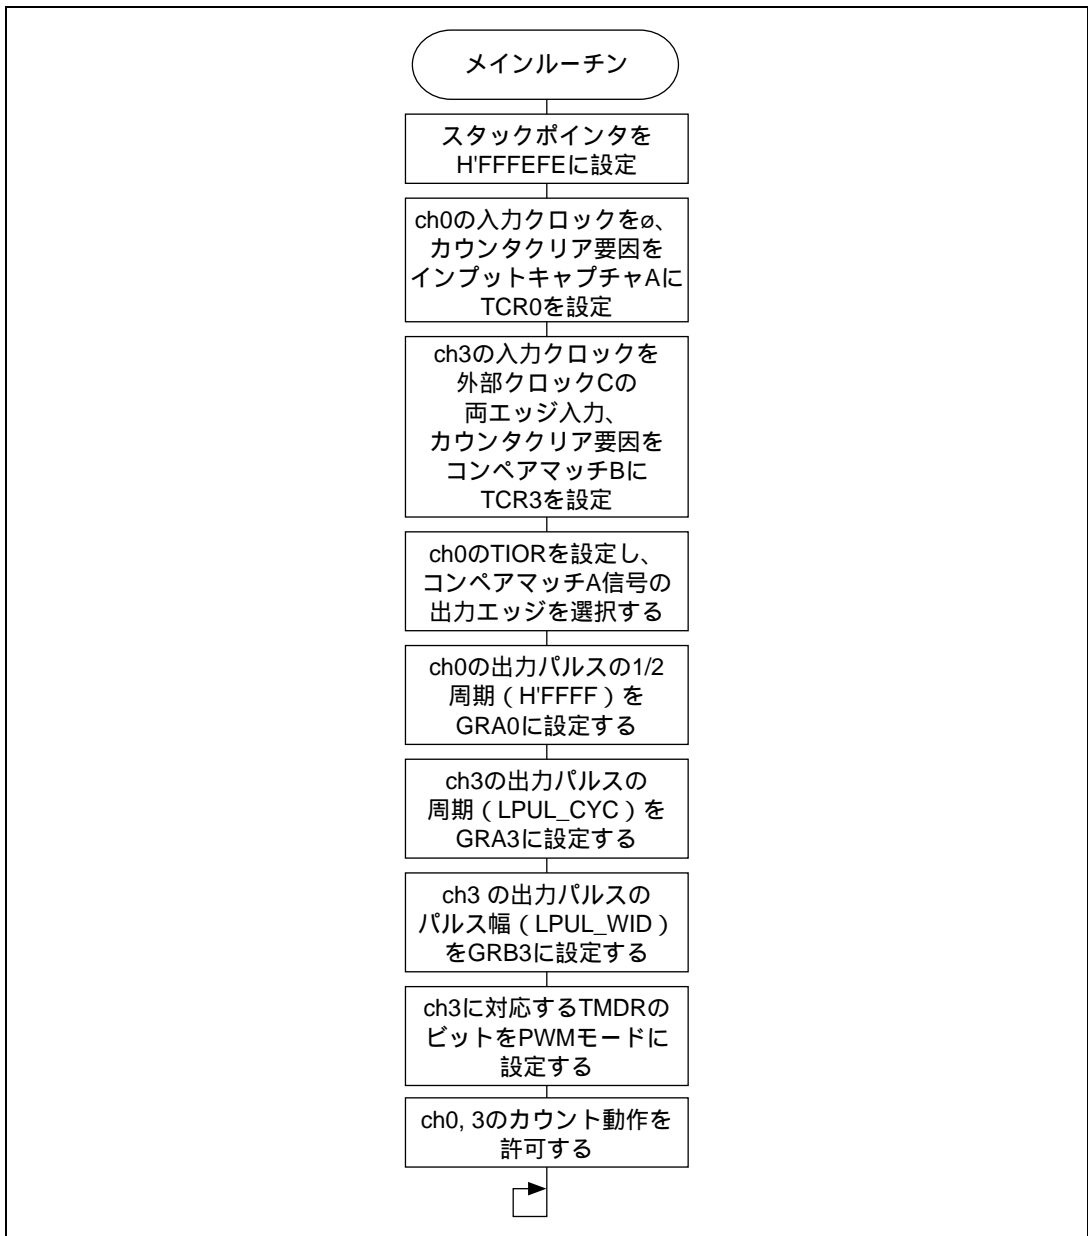 メインルーチン
スタックポインタを
H'FFFEFEに設定
ch0の入力クロックをø、
カウンタクリア要因を
インプットキャプチャAに
TCR0を設定
ch3の入力クロックを
外部クロックCの
両エッジ入力、
カウンタクリア要因を
コンペアマッチBに
TCR3を設定
ch0のTIORを設定し、
コンペアマッチA信号の
出力エッジを選択する
ch0の出力パルスの1/2
周期（H'FFFF）を
GRA0に設定する
ch3の出力パルスの
周期（LPUL_CYC）を
GRA3に設定する
ch3 の出力パルスの
パルス幅（LPUL_WID）
をGRB3に設定する
ch3に対応するTMDRの
ビットをPWMモードに
設定する
ch0, 3のカウント動作を
許可する